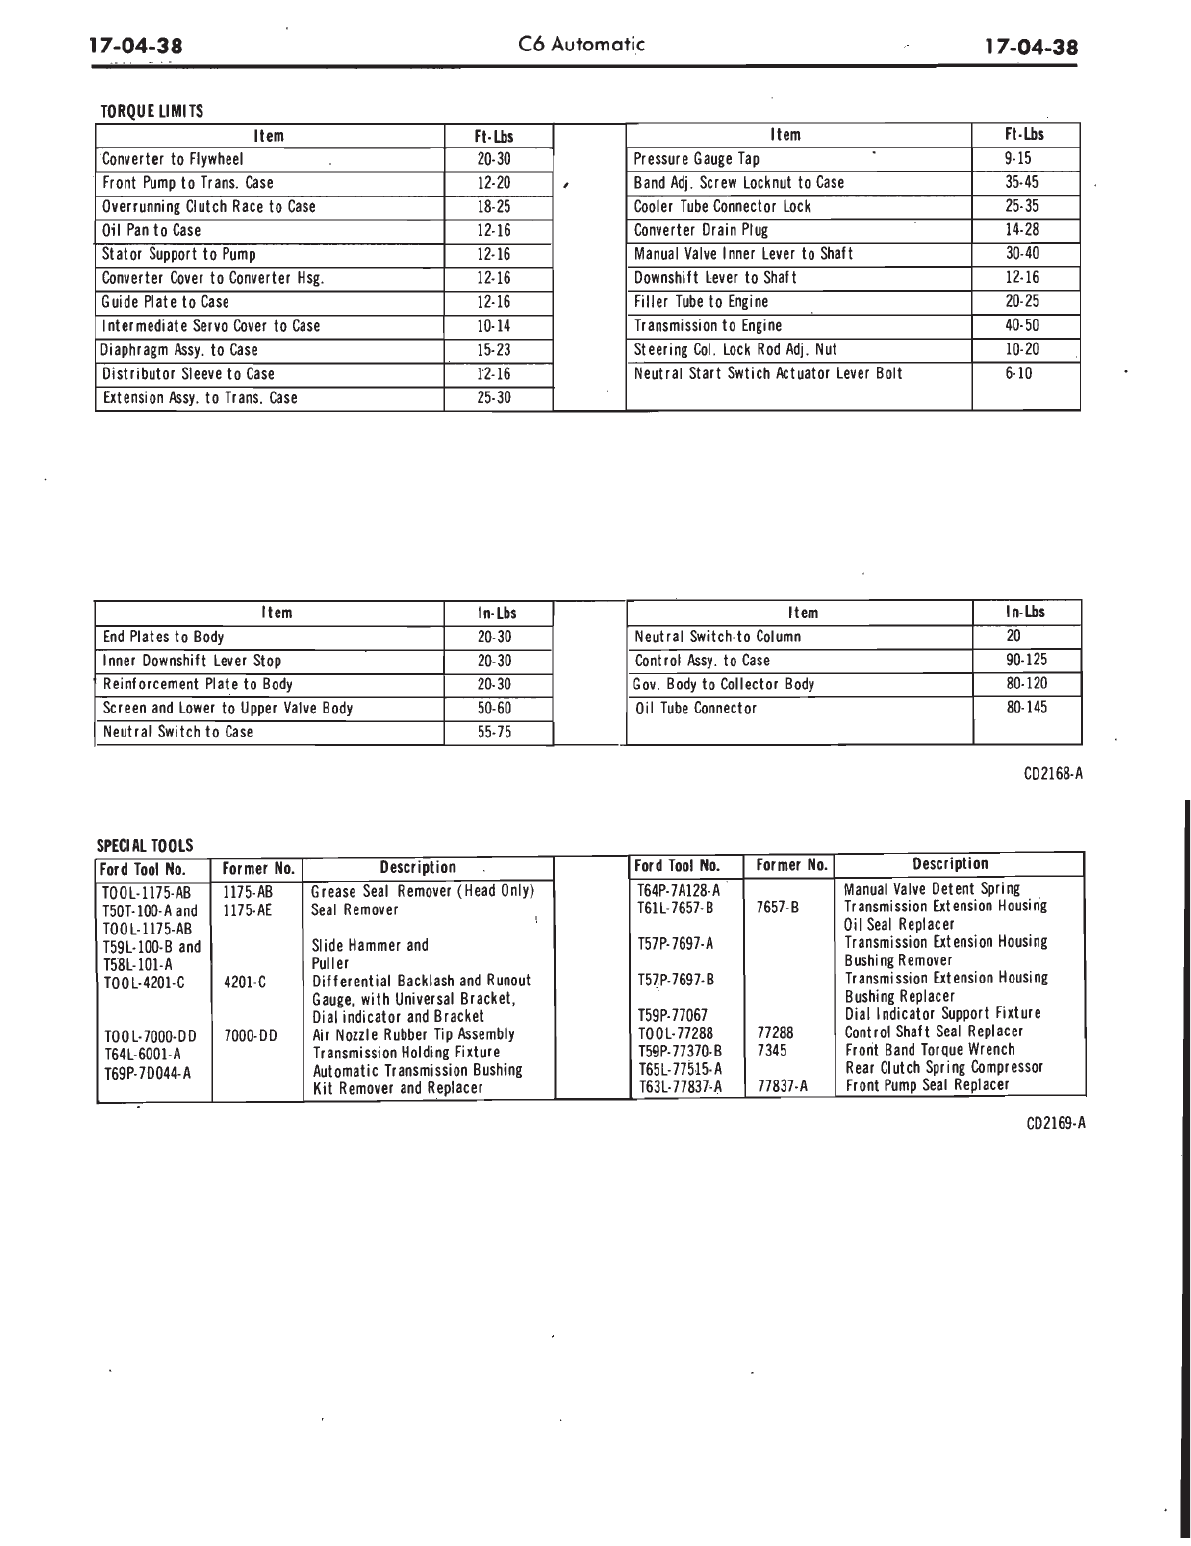 17-04-38 C6 Automatic 17-04-38
TORQUE LIMITS
Item Ft-Lbs Item Ft-Lbs
Converter to Flywheel 20-30 Pressure Gauge Tap 9-15
Front Pump to Trans. Case 12-20 Band Adj. Screw Locknut to Case 35-45
Overrunning Clutch Race to Case 18-25 Cooler Tube Connector Lock 25-35
Oil Pan to Case 12-16 Converter Drain Plug 14-28
Stator Support to Pump 12-16 Manual Valve Inner Lever to Shaft 30-40
Converter Cover to Converter Hsg. 12-16 Downshift Lever to Shaft 12-16
Guide Plate to Case 12-16 Filler Tube to Engine 20-25
Intermediate Servo Cover to Case 10-14 Transmission to Engine 40-50
Diaphragm Assy. to Case 15-23 Steering Col. Lock Rod Adj. Nut 10-20
Distributor Sleeve to Case 12-16 Neutral Start Swtich Actuator Lever Bolt 6-10
Extension Assy. to Trans. Case 25-30
Item In-Lbs Item In-Lbs
End Plates to Body 20-30 Neutral Switch to Column 20
Inner Downshift Lever Stop 20-30 Control Assy. to Case 90-125
Reinforcement Plate to Body 20-30 Gov. Body to Collector Body 80-120
Screen and Lower to Upper Valve Body 50-60 Oil Tube Connector 80-145
Neutral Switch to Case 55-75
CD2168-A
SPECIAL TOOLS
Ford Tool No. Former No. Description Ford Tool No. Former No. Description
TOOL-1175-AB 1175-AB Grease Seal Remover (Head Only) T64P-7A128-A Manual Valve Detent Spring
T50T-100-A and 1175-AE Seal Remover T61L-7657-B 7657-B Transmission Extension Housing
TOOL-1175-AB Oil Seal Replacer
T59L-100-B and Slide Hammer and T57P-7697-A Transmission Extension Housing
T58L-101-A Puller Bushing Remover
TOOL-4201-C 4201-C Differential Backlash and Runout T57P-7697-B Transmission Extension Housing
Gauge, with Universal Bracket, Bushing Replacer
Dial indicator and Bracket T59P-77067 Dial Indicator Support Fixture
TOOL-7000-DD 7000-DD Air Nozzle Rubber Tip Assembly TOOL-77288 77288 Control Shaft Seal Replacer
T64L-6001-A Transmission Holding Fixture T59P-77370-B 7345 Front Band Torque Wrench
T69P-7D044-A Automatic Transmission Bushing T65L-77515-A Rear Clutch Spring Compressor
Kit Remover and Replacer T63L-77837-A 77837-A Front Pump Seal Replacer
CD2169-A